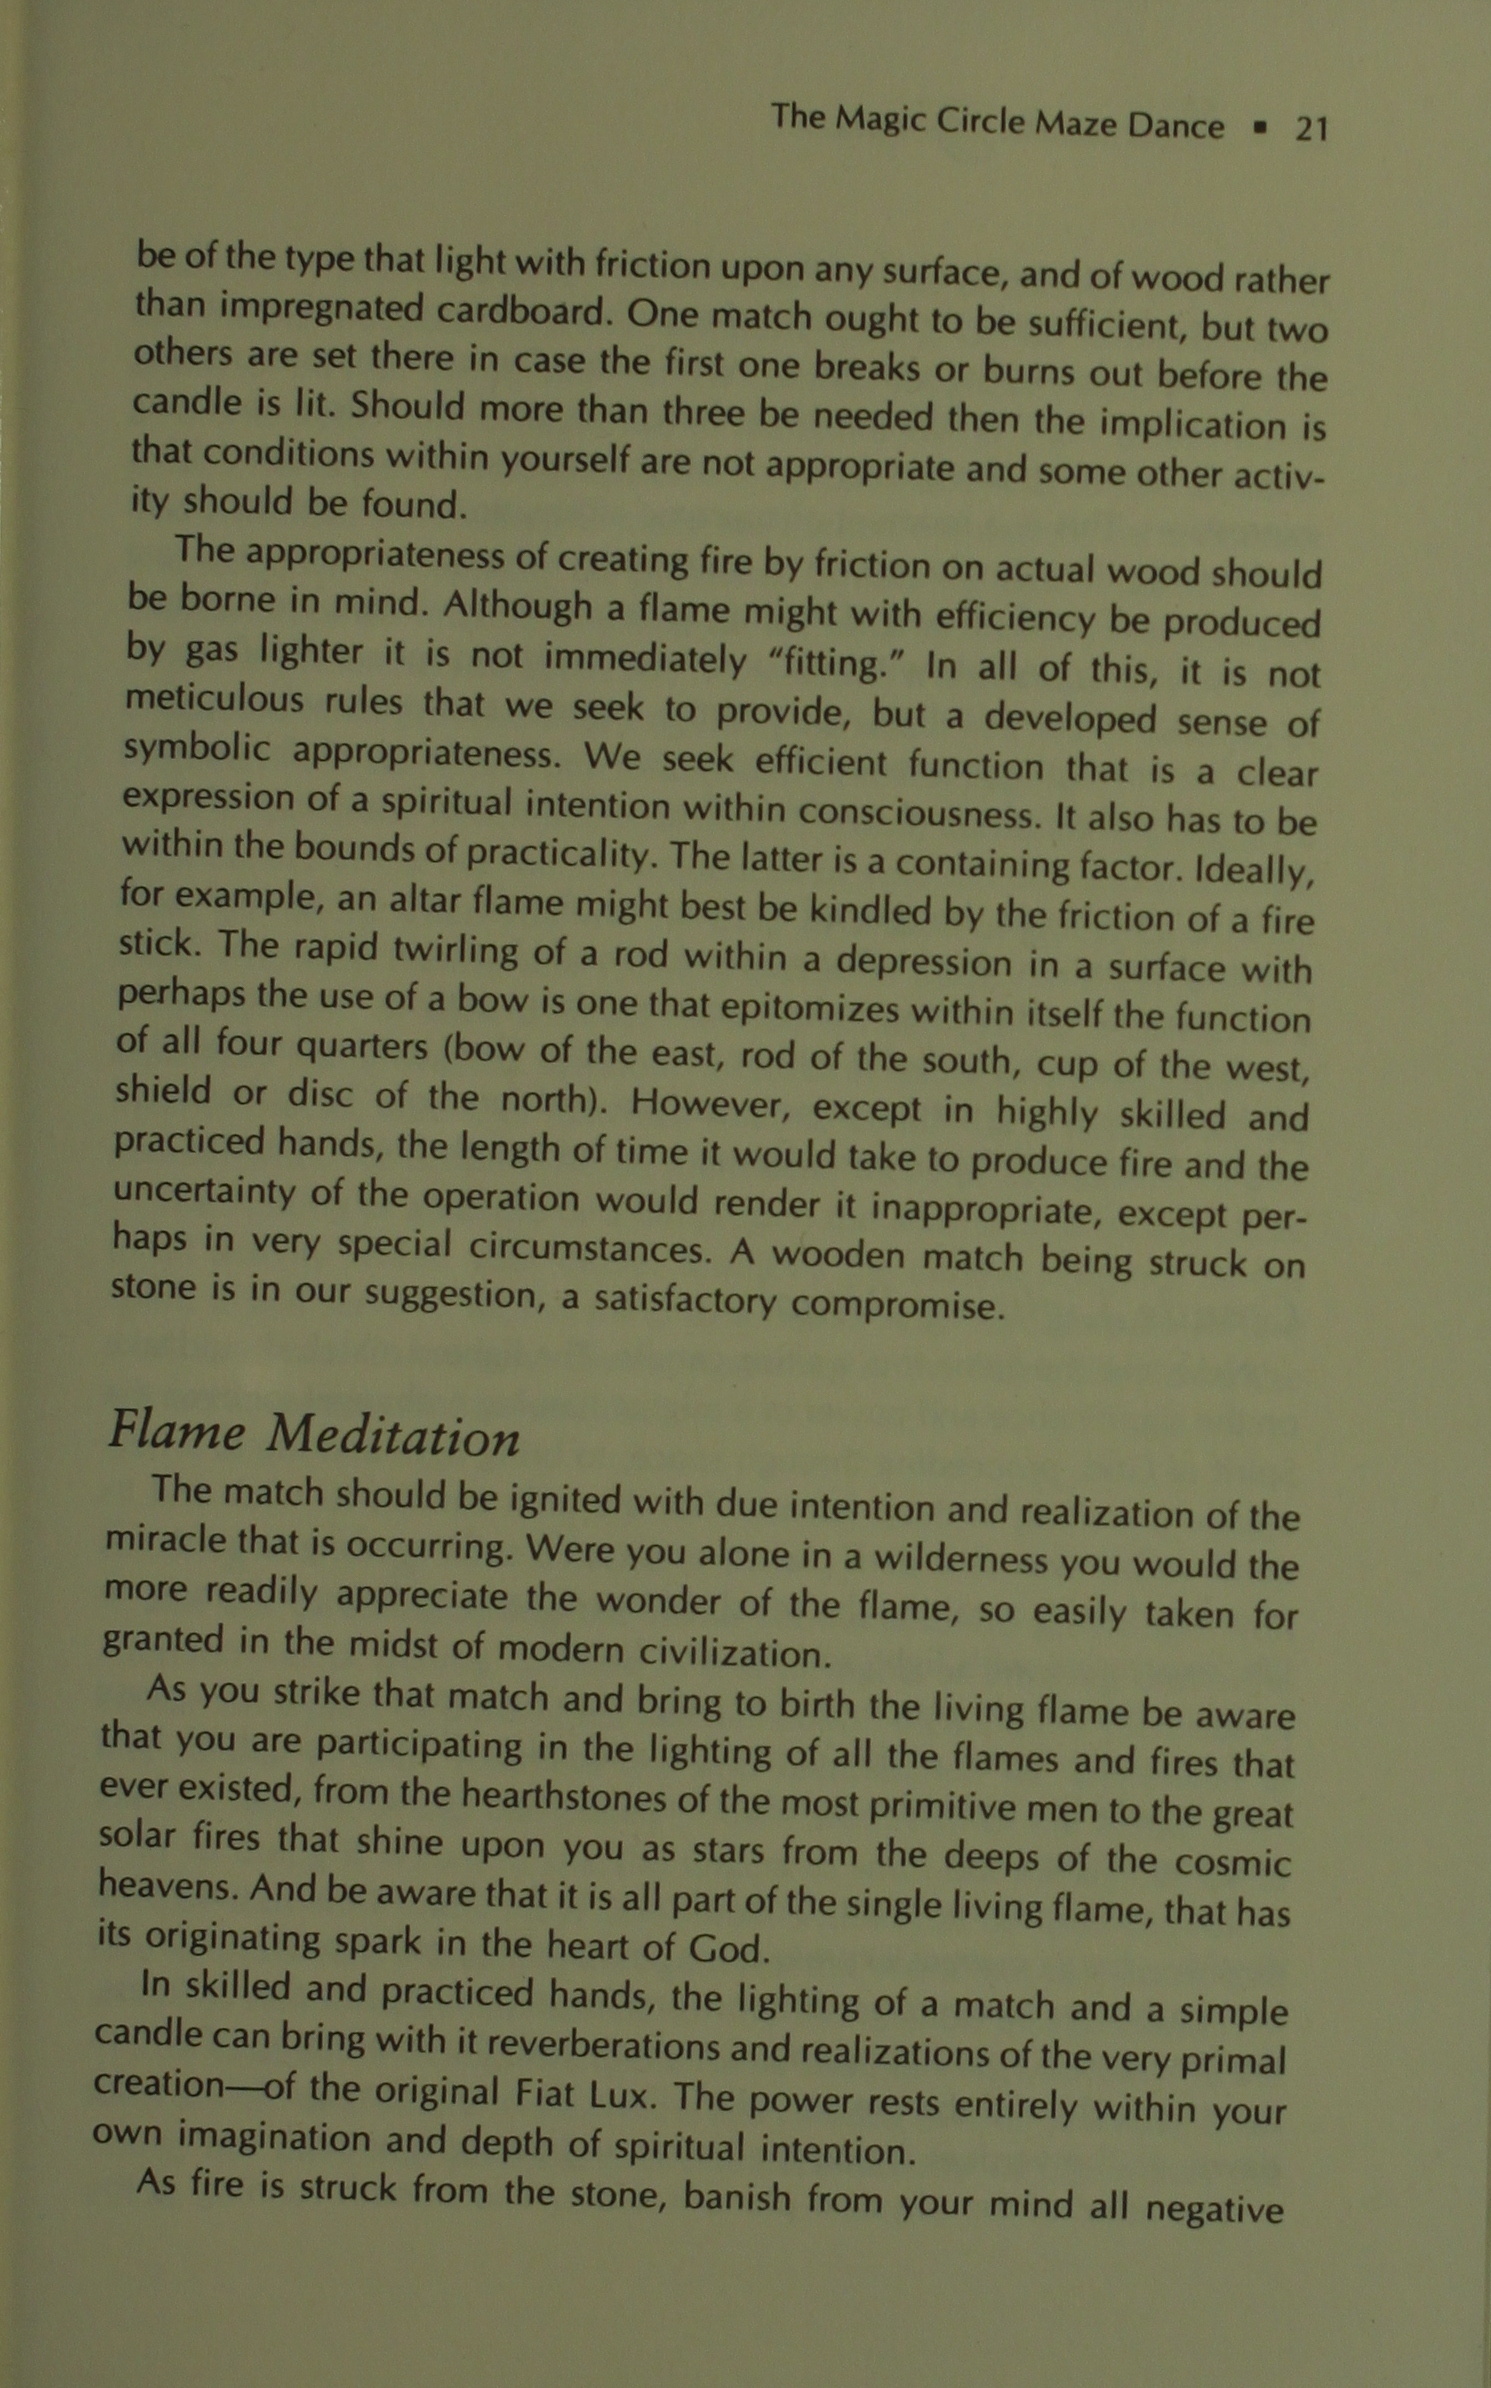 The Magic Circle Maze Dance ▪ 21
be of the type that light with friction upon any surface, and of wood rather
than impregnated cardboard. One match ought to be sufficient, but two
others are set there in case the first one breaks or burns out before the
candle is lit. Should more than three be needed then the implication is
that conditions within yourself are not appropriate and some other activ-
ity should be found.
The appropriateness of creating fire by friction on actual wood should
be borne in mind. Although a flame might with efficiency be produced
by gas lighter it is not immediately “fitting.” In all of this, it is not
meticulous rules that we seek to provide, but a developed sense of
symbolic appropriateness. We seek efficient function that is a clear
expression of a spiritual intention within consciousness. It also has to be
within the bounds of practicality. The latter is a containing factor. Ideally,
for example, an altar flame might best be kindled by the friction of a fire
stick. The rapid twirling of a rod within a depression in a surface with
perhaps the use of a bow is one that epitomizes within itself the function
of all four quarters (bow of the east, rod of the south, cup of the west,
shield or disc of the north). However, except in highly skilled and
practiced hands, the length of time it would take to produce fire and the
uncertainty of the operation would render it inappropriate, except per-
haps in very special circumstances. A wooden match being struck on
stone is in our suggestion, a satisfactory compromise.
Flame Meditation
The match should be ignited with due intention and realization of the
miracle that is occurring. Were you alone in a wilderness you would the
more readily appreciate the wonder of the flame, so easily taken for
granted in the midst of modern civilization.
As you strike that match and bring to birth the living flame be aware
that you are participating in the lighting of all the flames and fires that
ever existed, from the hearthstones of the most primitive men to the great
solar fires that shine upon you as stars from the deeps of the cosmic
heavens. And be aware that it is all part of the single living flame, that has
its originating spark in the heart of God.
In skilled and practiced hands, the lighting of a match and a simple
candle can bring with it reverberations and realizations of the very primal
creation—of the original Fiat Lux. The power rests entirely within your
own imagination and depth of spiritual intention.
As fire is struck from the stone, banish from your mind all negative